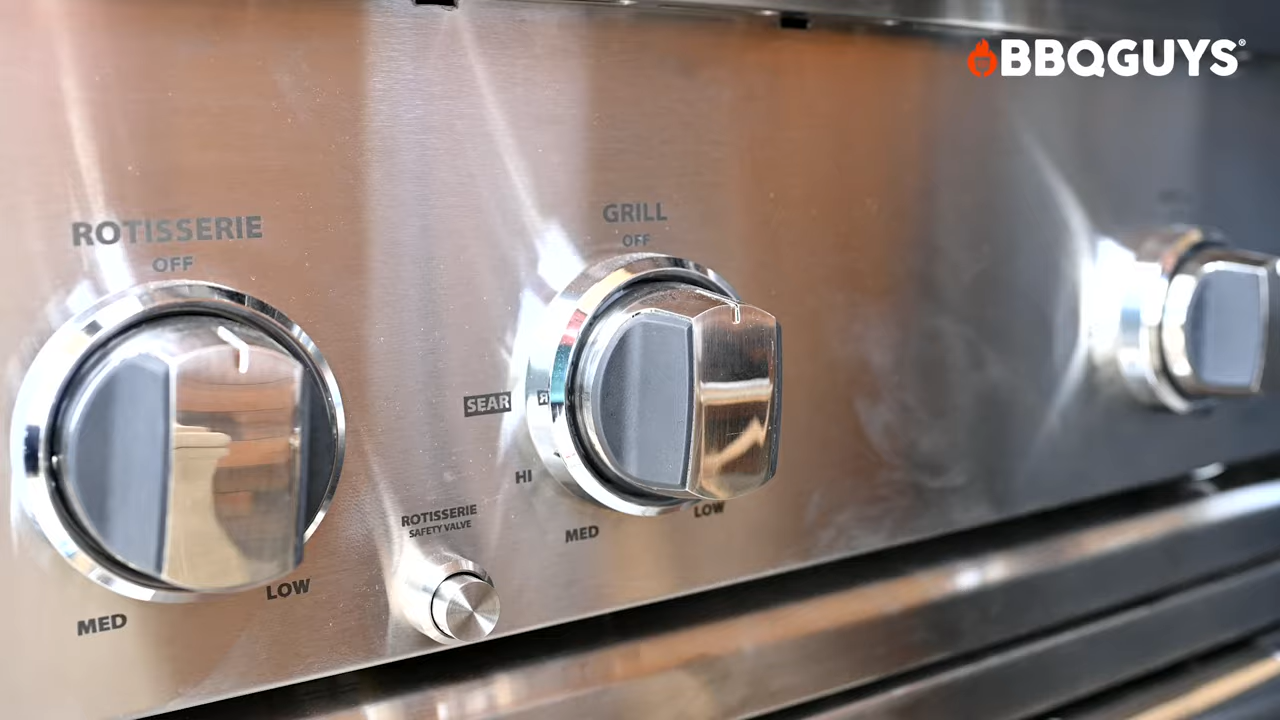 BBQGUYS®
ROTISSERIE
OFF
MED
LOW
GRILL
OFF
SEAR
HI
MED
LOW
ROTISSERIE
SAFETY VALVE